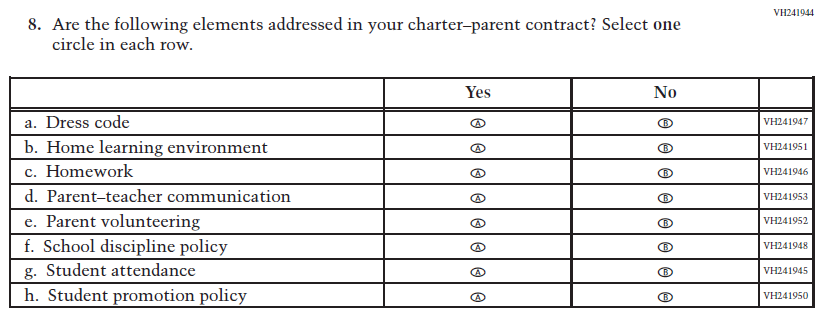 VH241944
8. Are the following elements addressed in your charter–parent contract? Select one
circle in each row.
Yes No
a. Dress code A B VH241947
b. Home learning environment A B VH241951
c. Homework A B VH241946
d. Parent–teacher communication A B VH241953
e. Parent volunteering A B VH241952
f. School discipline policy A B VH241948
g. Student attendance A B VH241945
h. Student promotion policy A B VH241950